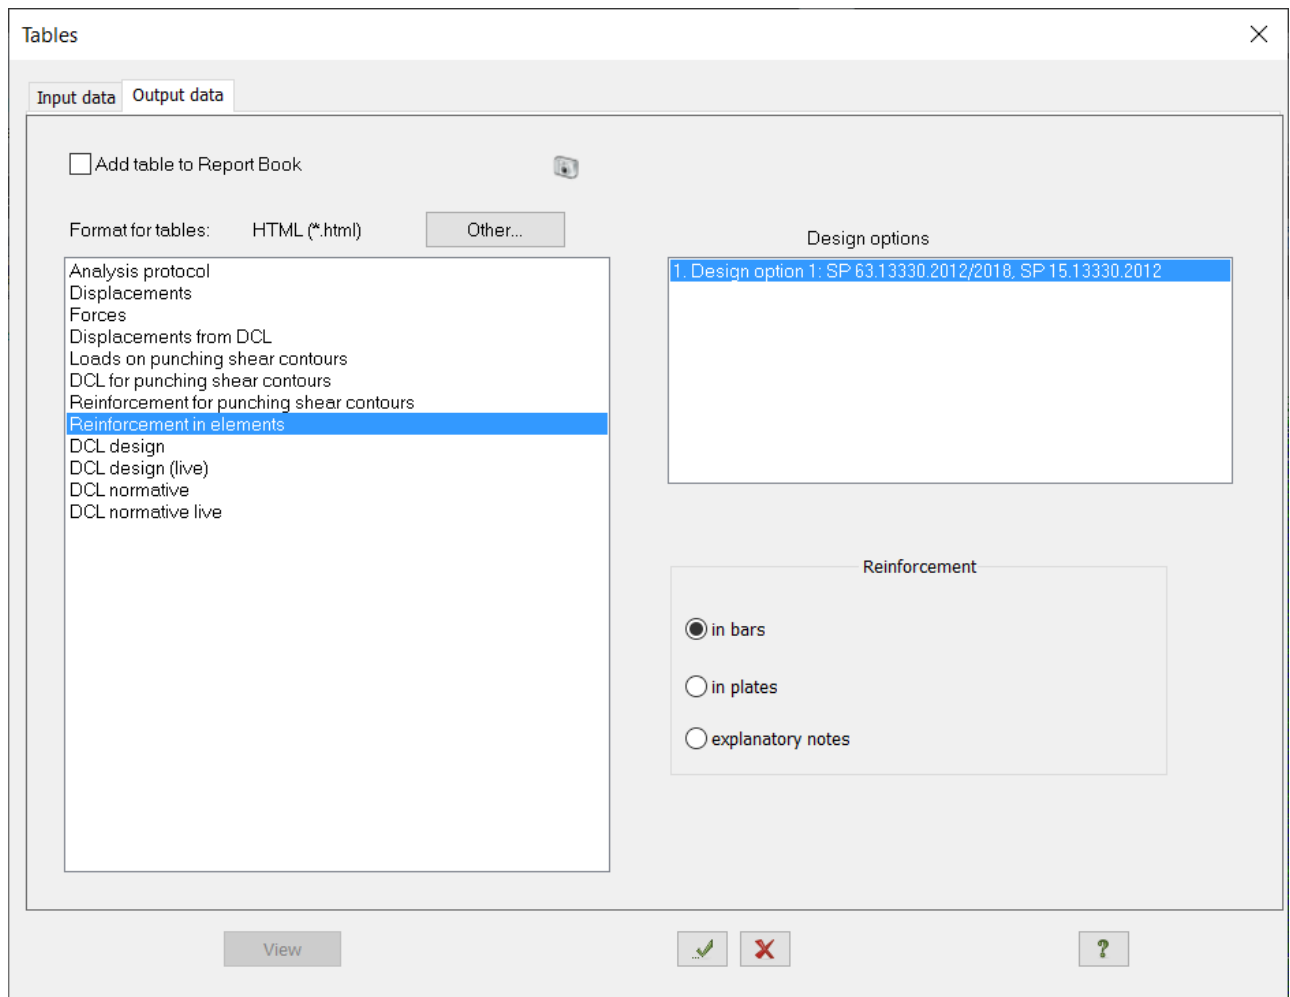 Tables
Input data
Output data
Add table to Report Book
Format for tables:
HTML (*.html)
Other...
Analysis protocol
Displacements
Forces
Displacements from DCL
Loads on punching shear contours
DCL for punching shear contours
Reinforcement for punching shear contours
Reinforcement in elements
DCL design
DCL design (live)
DCL normative
DCL normative live
Design options
1. Design option 1: SP 63.13330.2012/2018, SP 15.13330.2012
Reinforcement
in bars
in plates
explanatory notes
View
?